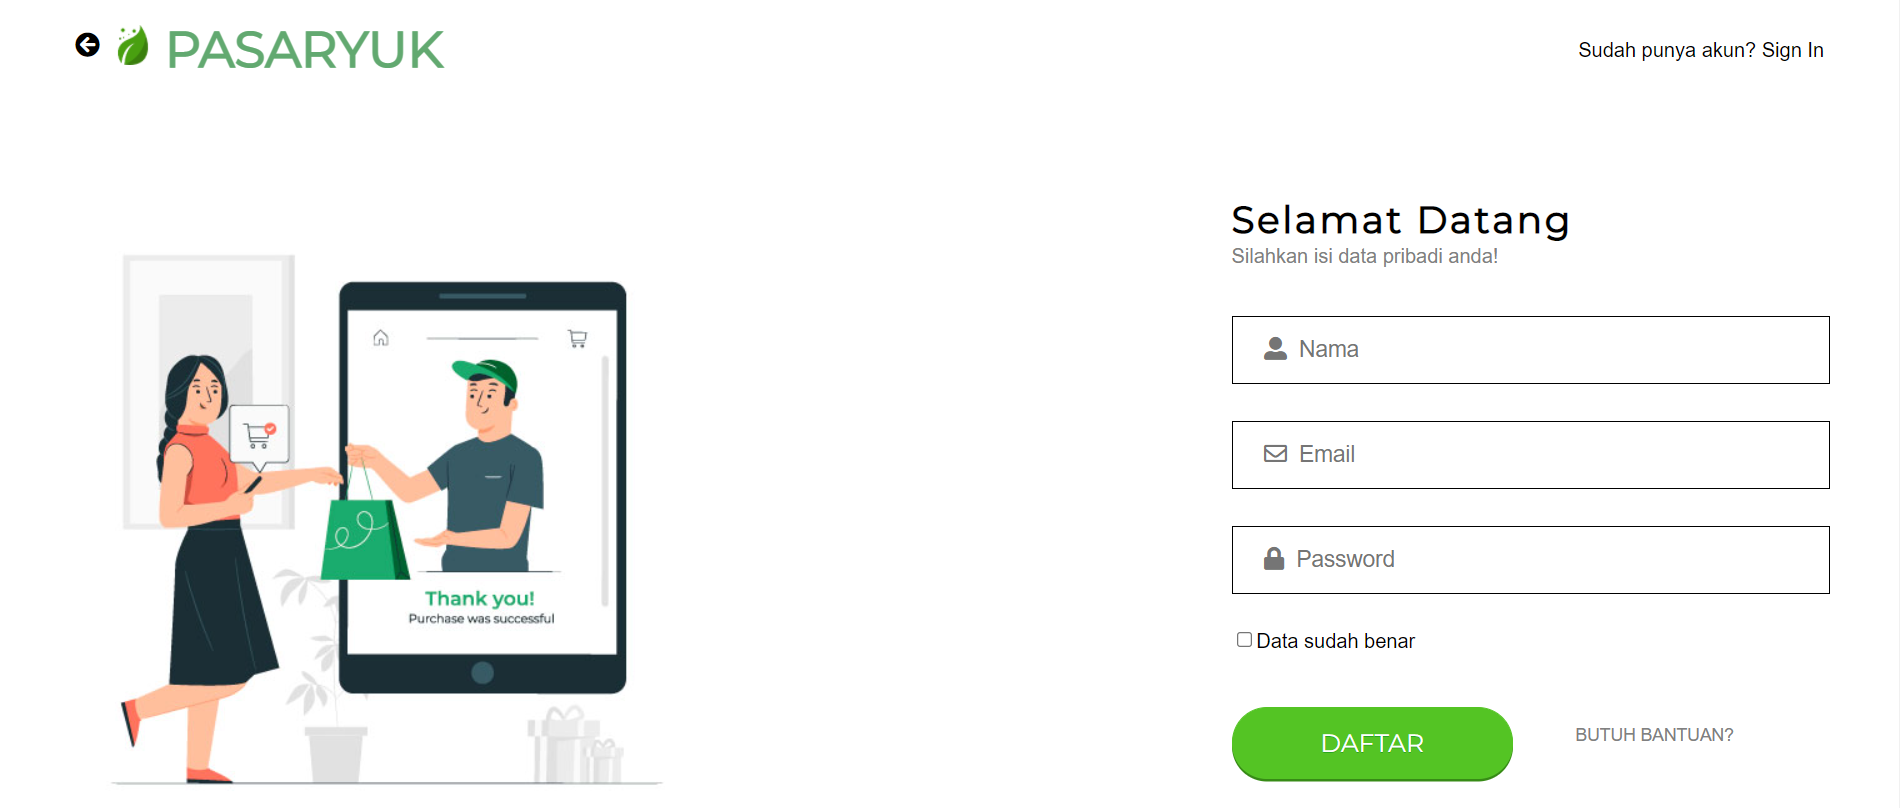 PASARYUK
Sudah punya akun? Sign In
Selamat Datang
Silahkan isi data pribadi anda!
Nama
Email
Password
Data sudah benar
DAFTAR
BUTUH BANTUAN?
Thank you!
Purchase was successful